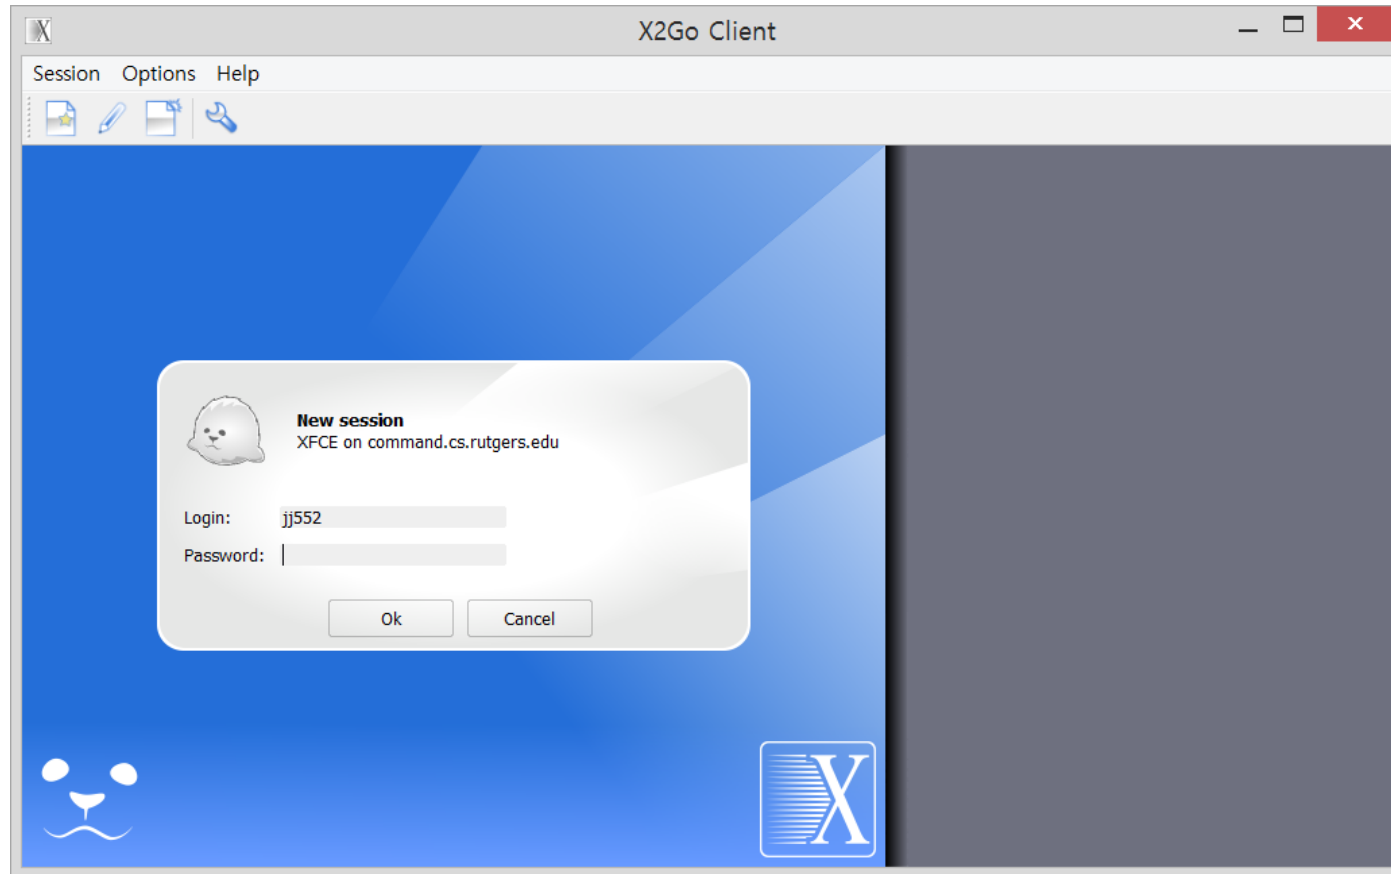 X2Go Client
Session Options Help
New session
XFCE on command.cs.rutgers.edu
Login: jj552
Password:
Ok Cancel
X